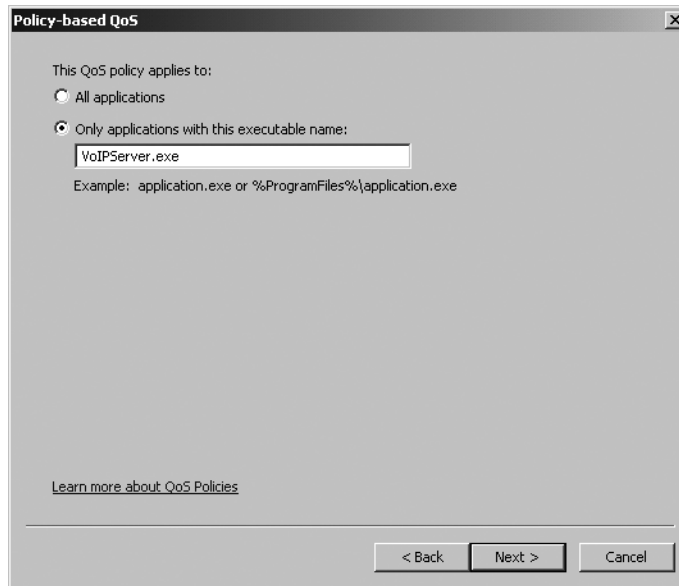 Policy-based QoS
This QoS policy applies to:
All applications
Only applications with this executable name:
VoIPServer.exe
Example: application.exe or %ProgramFiles%\application.exe
Learn more about QoS Policies
< Back
Next >
Cancel